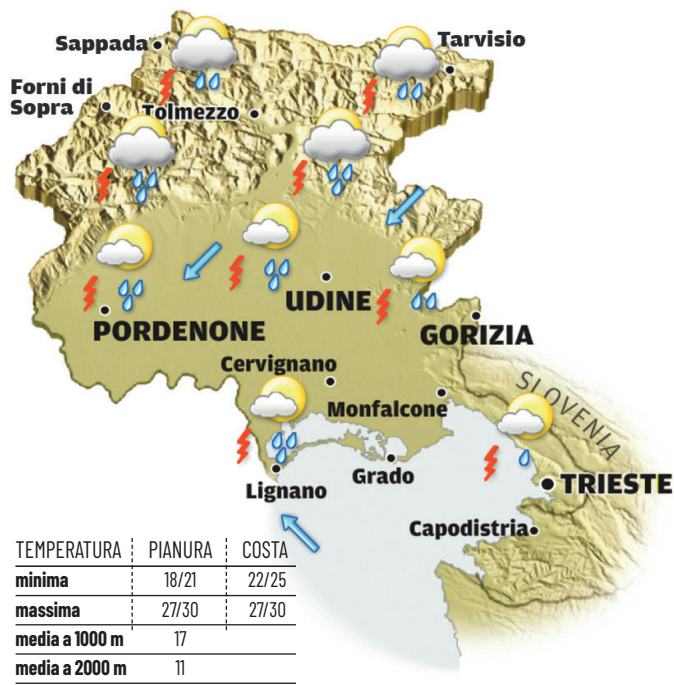 Sappada
Tarvisio
Forni di
Sopra
Tolmezzo
UDINE
PORDENONE
GORIZIA
Cervignano
SLOVENIA
Monfalcone
Grado
TRIESTE
Lignano
Capodistria
TEMPERATURA PIANURA COSTA
minima 18/21 22/25
massima 27/30 27/30
media a 1000 m 17
media a 2000 m 11